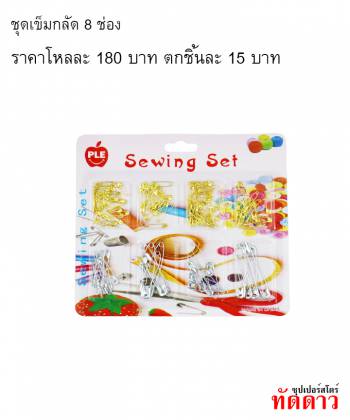 ชุดเข็มกลัด 8 ช่อง
ราคาโหลละ 180 บาท ตกชิ้นละ 15 บาท
PLE
Sewing Set
Sewing Set
ซุปเปอร์สโตร์
ทัดดาว